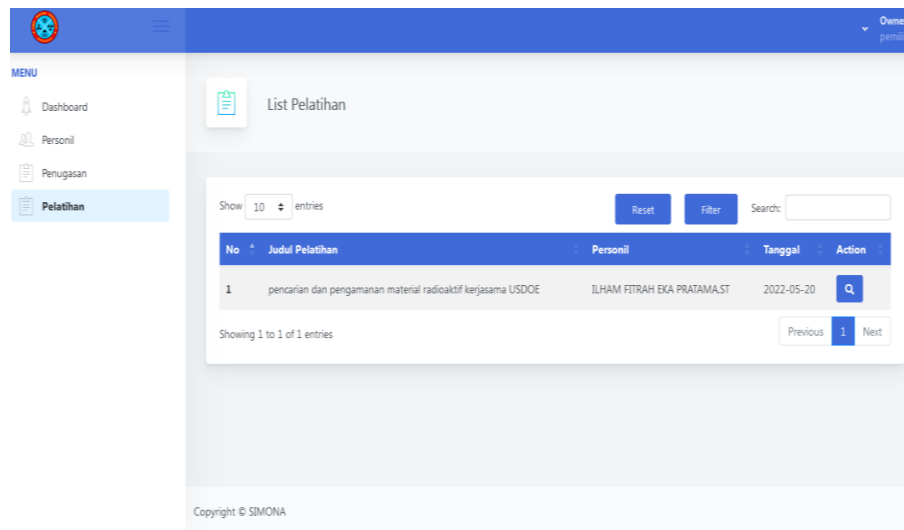 Owne
pemili
MENU
Dashboard
Personil
Penugasan
Pelatihan
List Pelatihan
Show 10 entries
Reset
Filter
Search:
No Judul Pelatihan Personil Tanggal Action
1 pencarian dan pengamanan material radioaktif kerjasama USDOE ILHAM FITRAH EKA PRATAMA,ST 2022-05-20
Showing 1 to 1 of 1 entries
Previous 1 Next
Copyright © SIMONA